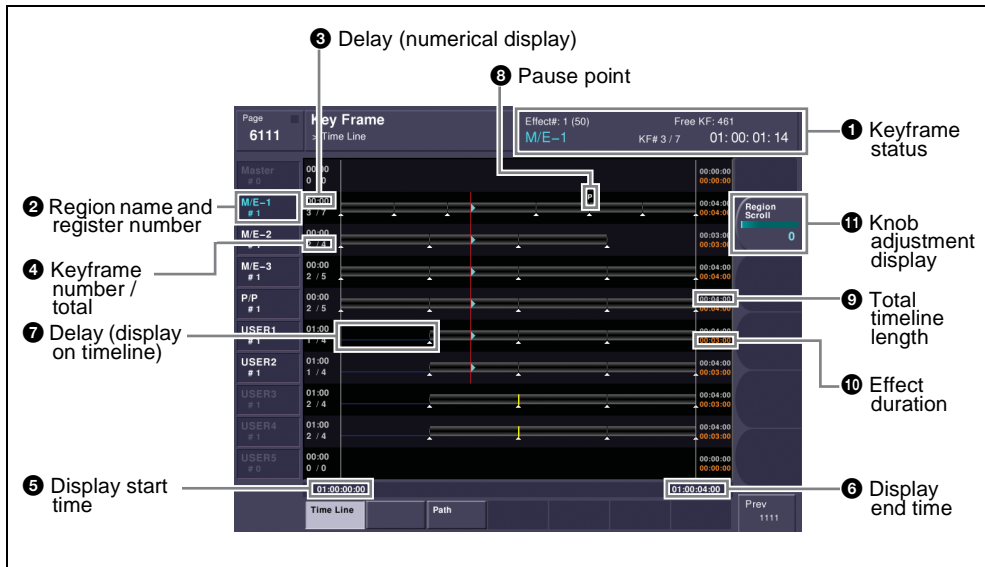 ❸ Delay (numerical display)
❽ Pause point
❶ Keyframe status
❷ Region name and register number
❹ Keyframe number / total
❼ Delay (display on timeline)
❺ Display start time
⓫ Knob adjustment display
❾ Total timeline length
❿ Effect duration
❻ Display end time
Page
6111
Key Frame
> Time Line
Effect#: 1 (50) Free KF: 461
M/E–1 KF# 3 / 7 01: 00: 01: 14
Master 00:00 00:00:00
# 0 0 / 0 00:00:00
M/E–1 00:00 P 00:04:00
# 1 3 / 7 00:04:00
M/E–2 00:00 00:03:00
# 1 2 / 4 00:03:00
M/E–3 00:00 00:04:00
# 1 2 / 5 00:04:00
P/P 00:00 00:04:00
# 1 2 / 5 00:04:00
USER1 01:00 00:04:00
# 1 1 / 4 00:03:00
USER2 01:00 00:04:00
# 1 1 / 4 00:03:00
USER3 01:00 00:04:00
# 1 2 / 4 00:03:00
USER4 01:00 00:04:00
# 1 2 / 4 00:03:00
USER5 00:00 00:00:00
# 0 0 / 0 00:00:00
Region
Scroll
0
01:00:00:00 01:00:04:00
Time Line Path
Prev
1111